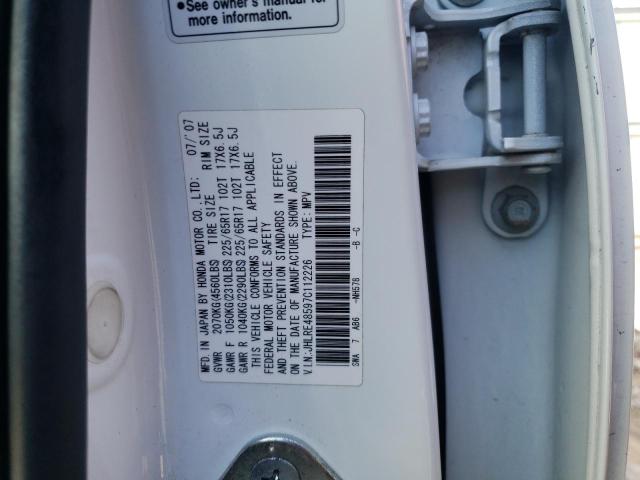 • See owner's manual for
more information.
MFD. IN JAPAN BY HONDA MOTOR CO., LTD: 07/'07
GVWR 2070KG(4560LBS) TIRE SIZE RIM SIZE
GAWR F 1050KG(2310LBS) 225/65R17 102T 17X6.5J
GAWR R 1040KG(2290LBS) 225/65R17 102T 17X6.5J
THIS VEHICLE CONFORMS TO ALL APPLICABLE
FEDERAL MOTOR VEHICLE SAFETY
AND THEFT PREVENTION STANDARDS IN EFFECT
ON THE DATE OF MANUFACTURE SHOWN ABOVE.
V.I.N:JHLRE48597C112226 TYPE: MPV
SWA 7 AB6 -NH578 -B -C